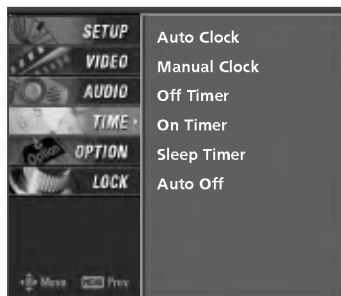 SETUP
VIDEO
AUDIO
TIME
OPTION
LOCK
Auto Clock
Manual Clock
Off Timer
On Timer
Sleep Timer
Auto Off
Option
Move Prev